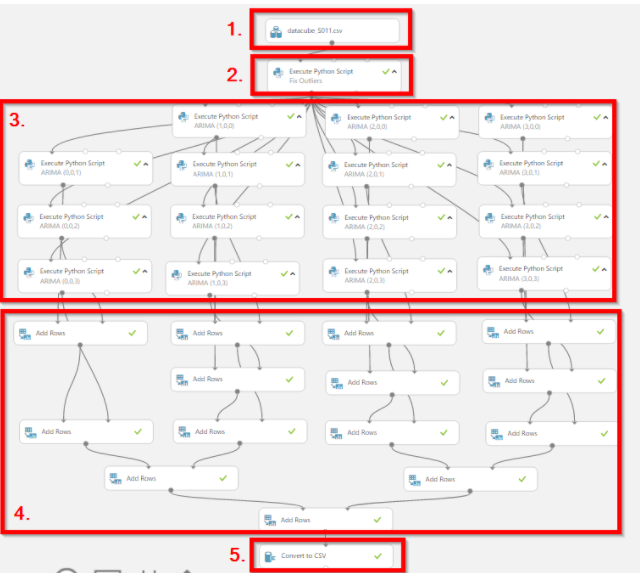 1.
datacube_S011.csv
2.
Execute Python Script
Fix Outliers
3.
Execute Python Script
ARIMA (1,0,0)
Execute Python Script
ARIMA (2,0,0)
Execute Python Script
ARIMA (3,0,0)
Execute Python Script
ARIMA (0,0,1)
Execute Python Script
ARIMA (1,0,1)
Execute Python Script
ARIMA (2,0,1)
Execute Python Script
ARIMA (3,0,1)
Execute Python Script
ARIMA (0,0,2)
Execute Python Script
ARIMA (1,0,2)
Execute Python Script
ARIMA (2,0,2)
Execute Python Script
ARIMA (3,0,2)
Execute Python Script
ARIMA (0,0,3)
Execute Python Script
ARIMA (1,0,3)
Execute Python Script
ARIMA (2,0,3)
Execute Python Script
ARIMA (3,0,3)
Add Rows
Add Rows
Add Rows
Add Rows
Add Rows
Add Rows
Add Rows
Add Rows
Add Rows
Add Rows
Add Rows
Add Rows
Add Rows
4.
Add Rows
5.
Convert to CSV